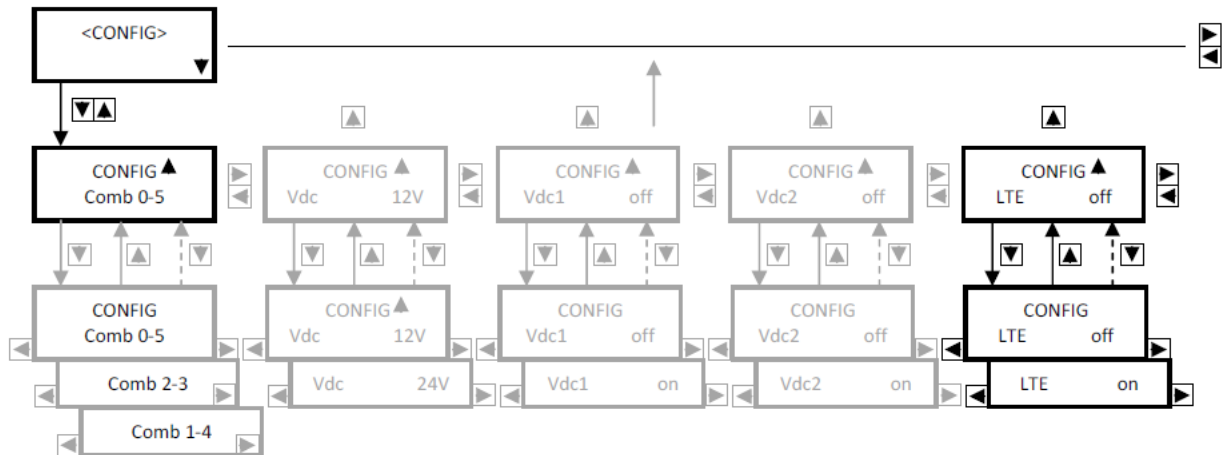 <CONFIG>
CONFIG
Comb 0-5
CONFIG
Vdc 12V
CONFIG
Vdc1 off
CONFIG
Vdc2 off
CONFIG
LTE off
CONFIG
Comb 0-5
Comb 2-3
Comb 1-4
CONFIG
Vdc 12V
Vdc 24V
CONFIG
Vdc1 off
Vdc1 on
CONFIG
Vdc2 off
Vdc2 on
CONFIG
LTE off
LTE on